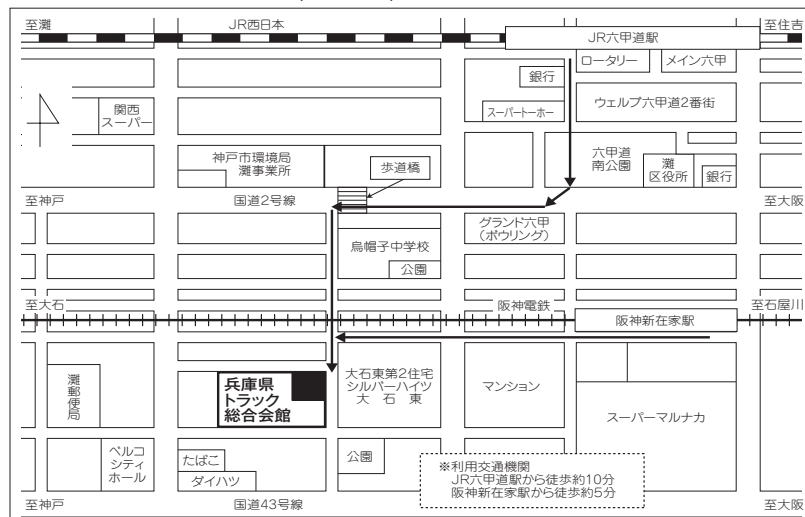 至灘
JR西日本
至住吉
JR六甲道駅
ロータリー
メイン六甲
銀行
関西
スーパー
スーパートーホー
ウェルブ六甲道2番街
神戸市環境局
灘事業所
歩道橋
六甲道
南公園
灘
区役所
銀行
至神戸
国道2号線
至大阪
グランド六甲
(ボウリング)
烏帽子中学校
公園
至大石
阪神電鉄
至石屋川
阪神新在家駅
灘郵便局
兵庫県
トラック
総合会館
大石東第2住宅
シルバーハイツ
大石東
マンション
スーパーマルナカ
ベルコ
シティ
ホール
たばこ
ダイハツ
公園
※利用交通機関
JR六甲道駅から徒歩約10分
阪神新在家駅から徒歩約5分
至神戸
国道43号線
至大阪